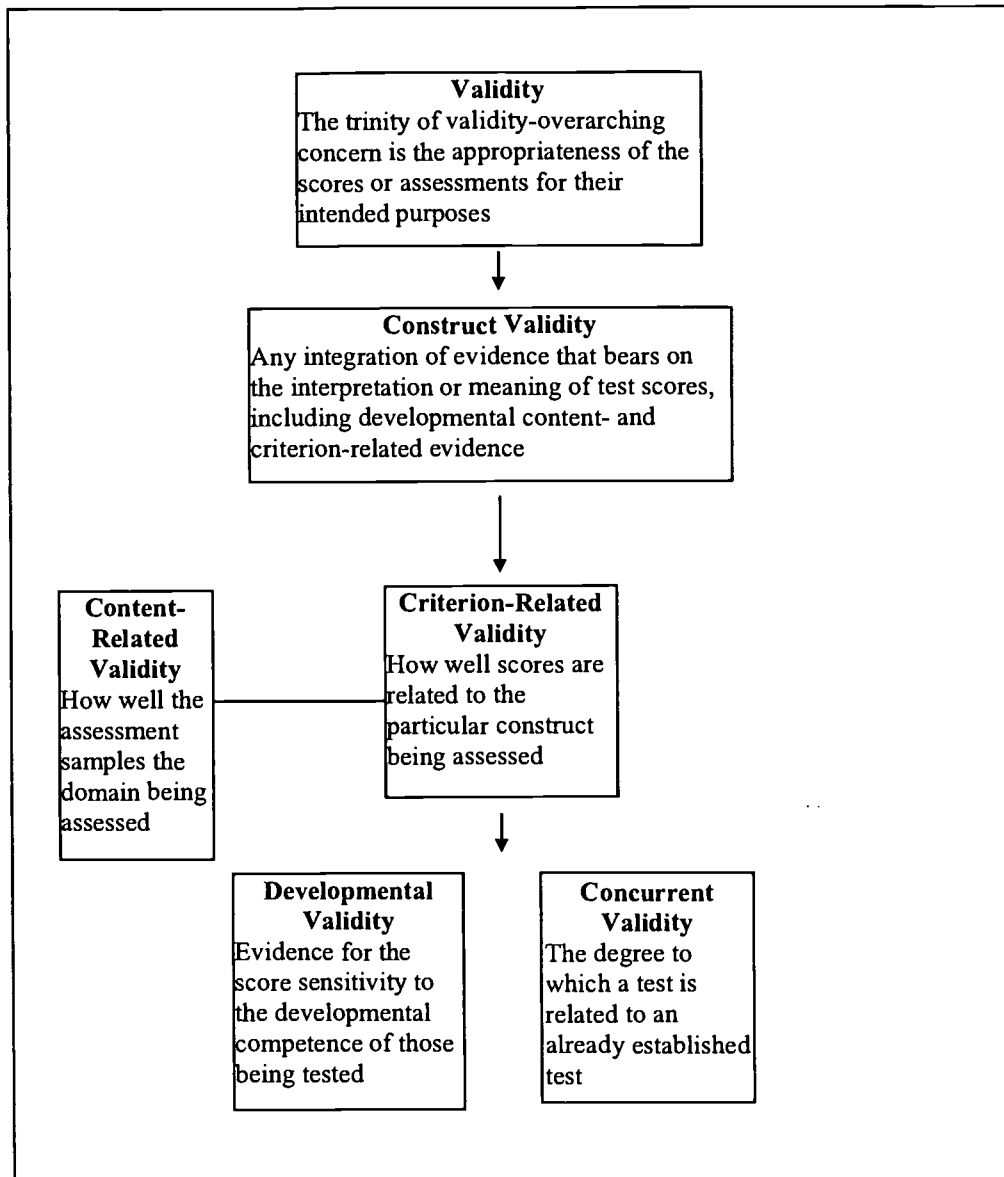 Validity
The trinity of validity-overarching
concern is the appropriateness of the
scores or assessments for their
intended purposes
Construct Validity
Any integration of evidence that bears on
the interpretation or meaning of test scores,
including developmental content- and
criterion-related evidence
Content-
Related
Validity
How well the
assessment
samples the
domain being
assessed
Criterion-Related
Validity
How well scores are
related to the
particular construct
being assessed
Developmental
Validity
Evidence for the
score sensitivity to
the developmental
competence of those
being tested
Concurrent
Validity
The degree to
which a test is
related to an
already established
test